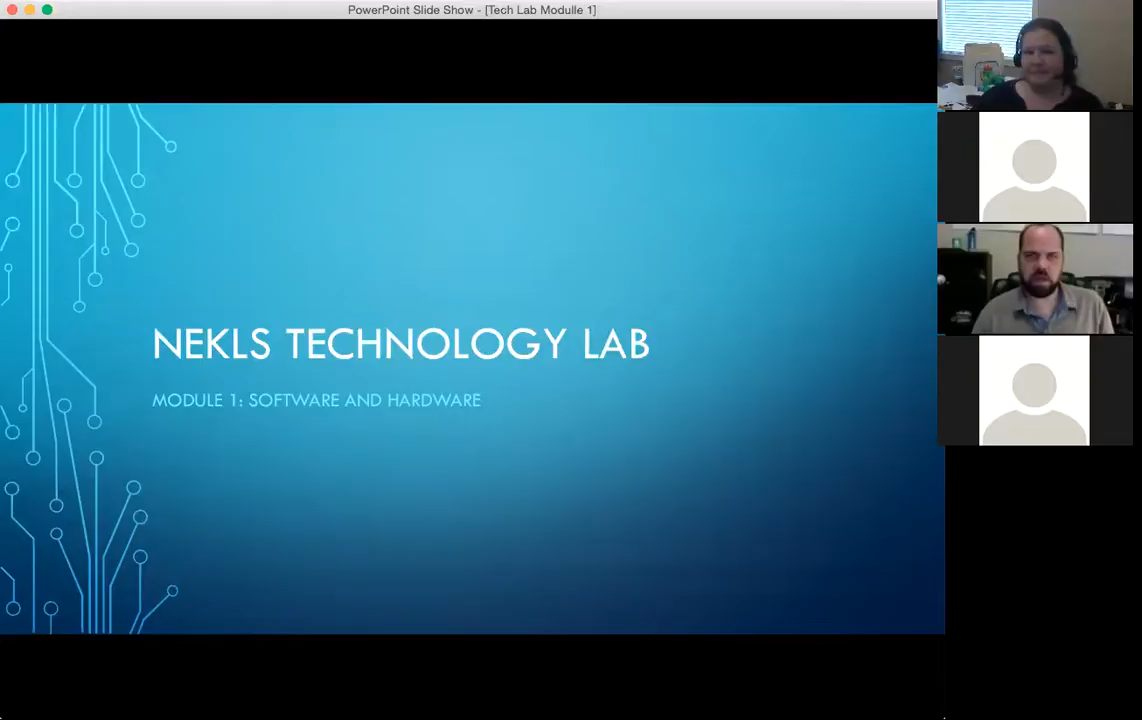 PowerPoint Slide Show - [Tech Lab Modulle 1]
NEKLS TECHNOLOGY LAB
MODULE 1: SOFTWARE AND HARDWARE